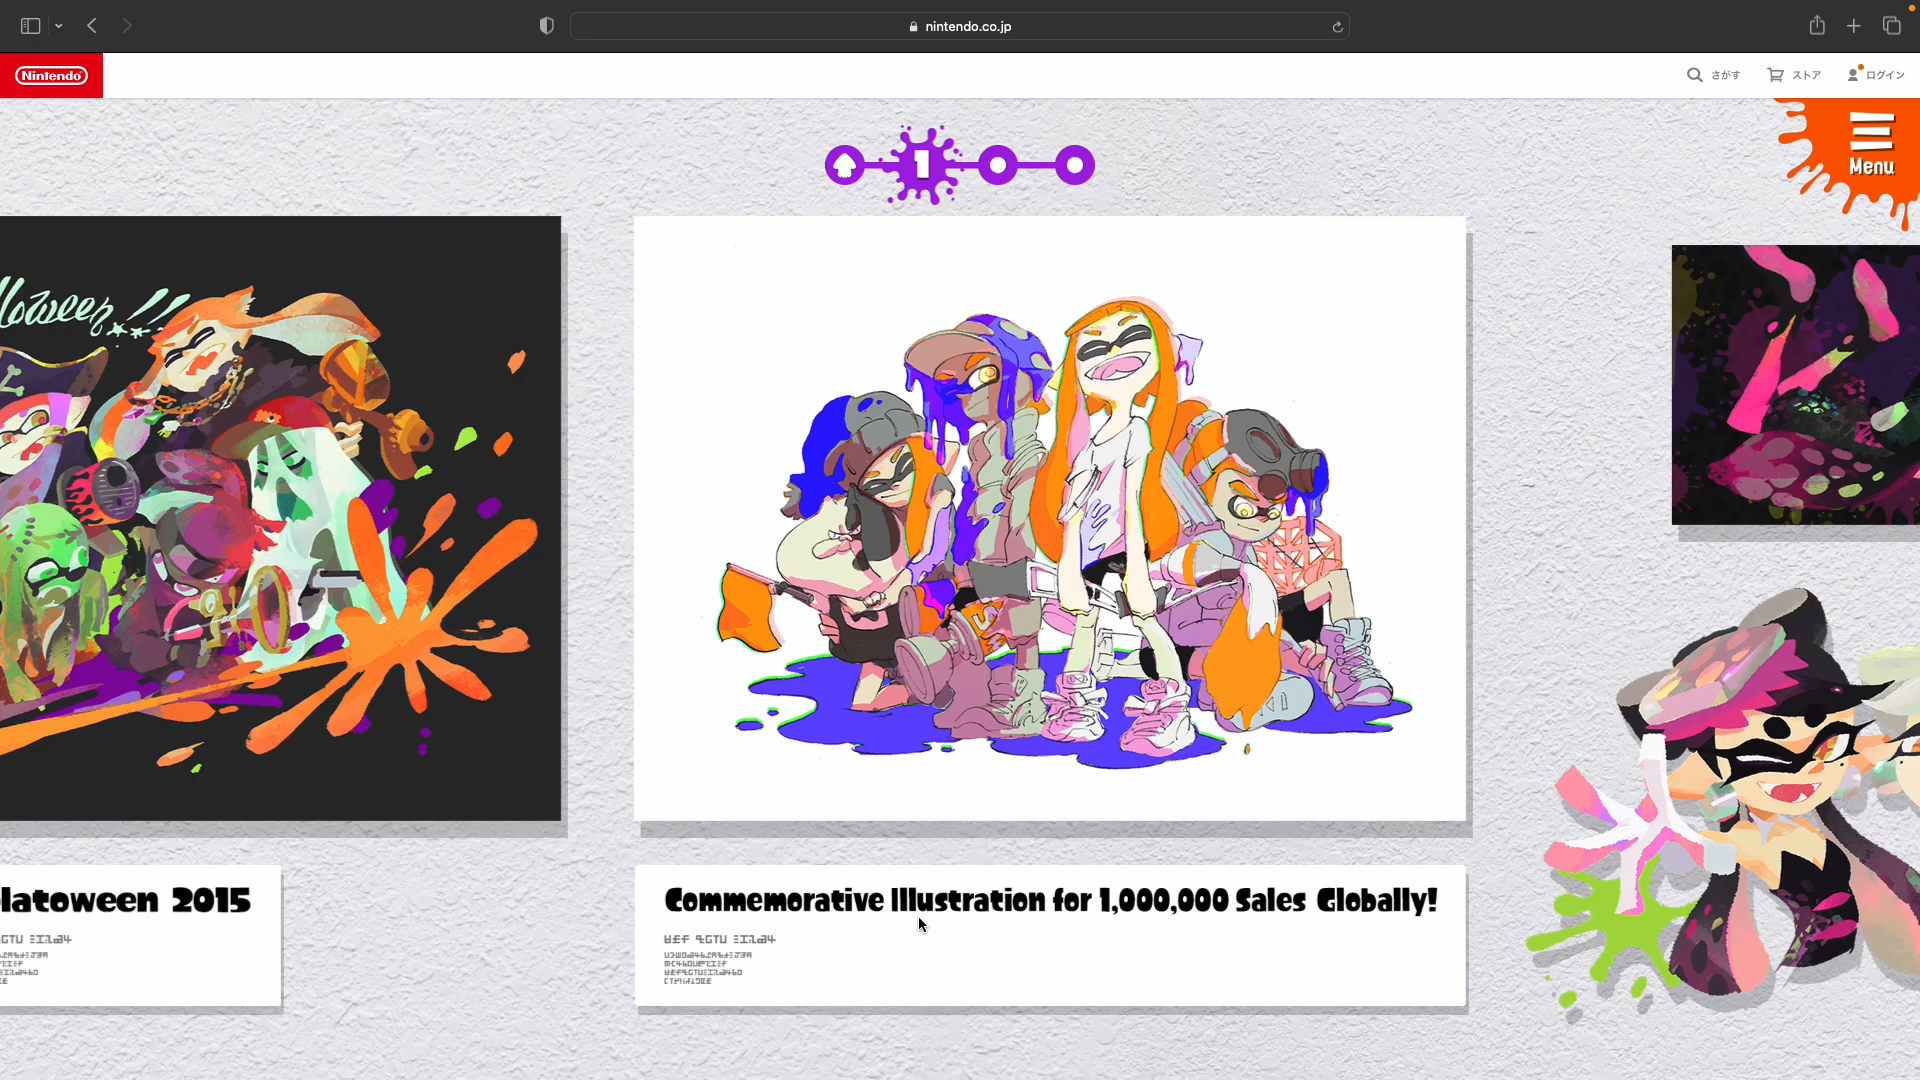 nintendo.co.jp
Nintendo
さがす
ストア
ログイン
1
Menu
lloween!!
latoween 2015
Commemorative Illustration for 1,000,000 Sales Globally!